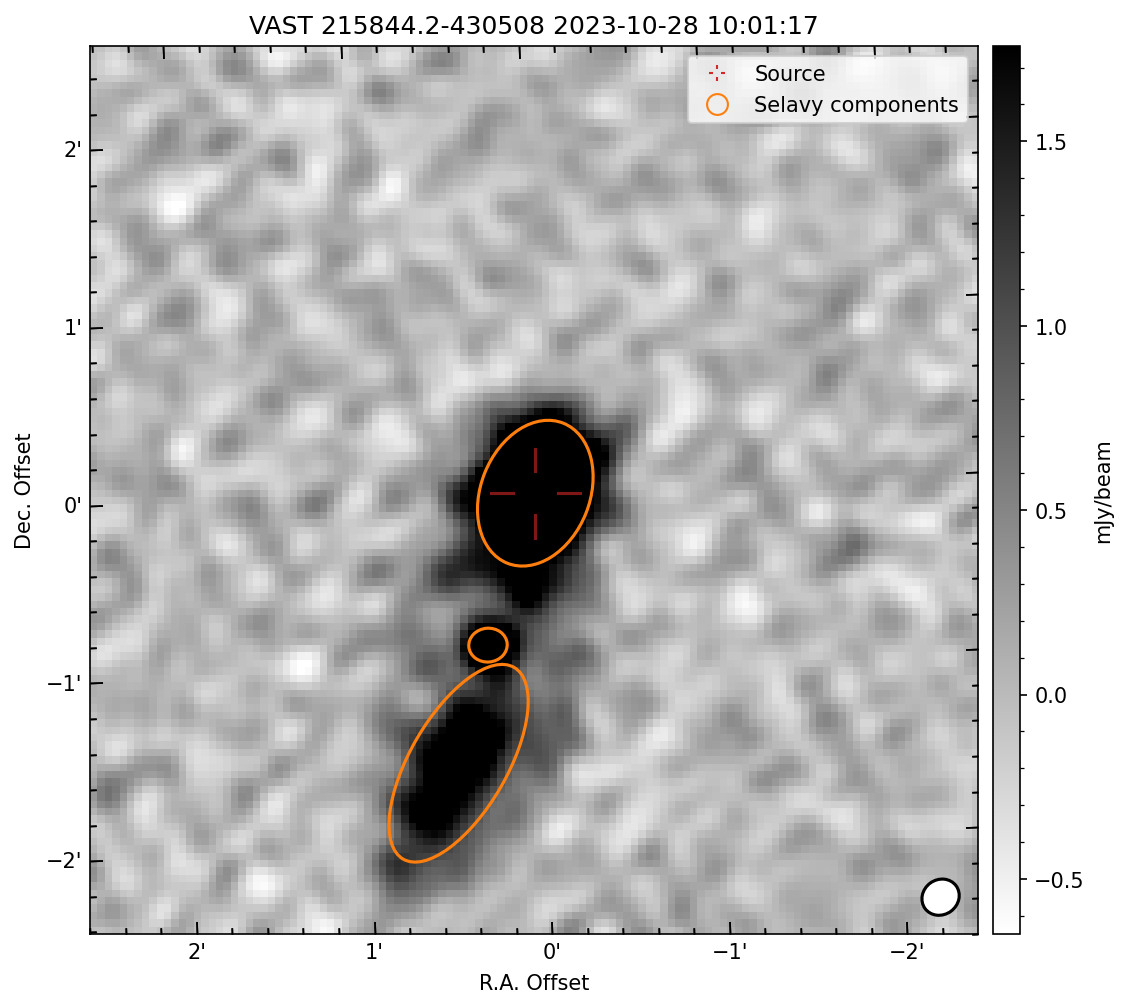 VAST 215844.2-430508 2023-10-28 10:01:17
Source
Selavy components
2'
1'
0'
−1'
−2'
Dec. Offset
2'
1'
0'
−1'
−2'
R.A. Offset
1.5
1.0
0.5
0.0
−0.5
mJy/beam